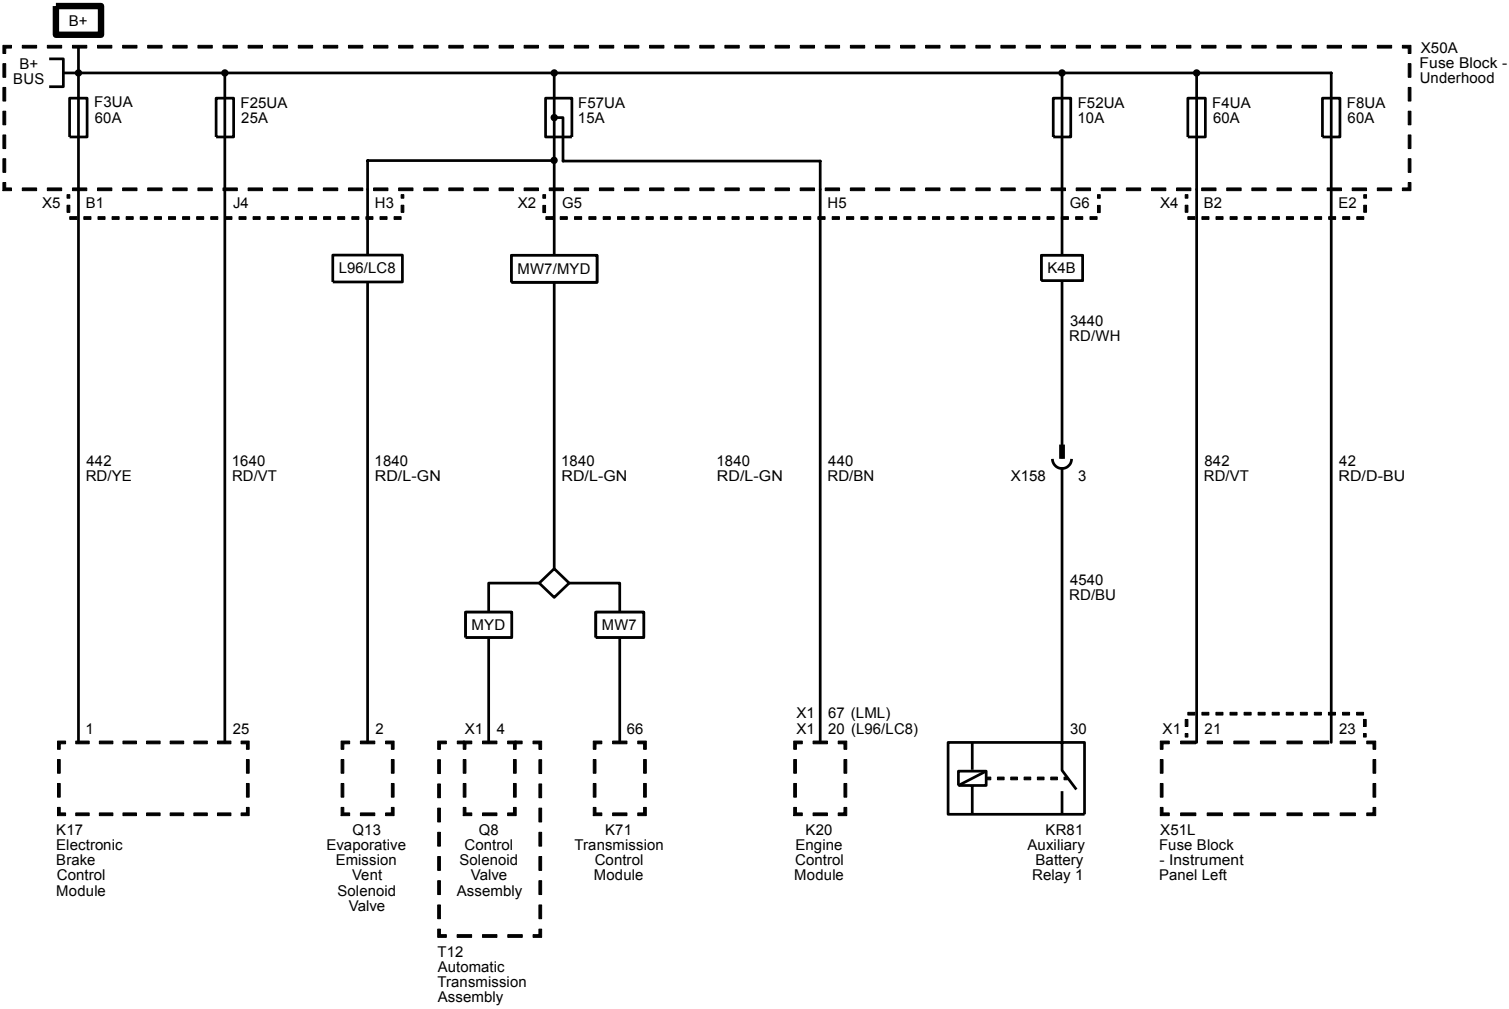 B+
B+
BUS
X50A
Fuse Block -
Underhood
F3UA
60A
F25UA
25A
F57UA
15A
F52UA
10A
F4UA
60A
F8UA
60A
X5 B1 J4 H3 X2 G5 H5 G6 X4 B2 E2
L96/LC8 MW7/MYD K4B
3440
RD/WH
442
RD/YE
1640
RD/VT
1840
RD/L-GN
1840
RD/L-GN
1840
RD/L-GN
440
RD/BN
X158 3
842
RD/VT
42
RD/D-BU
4540
RD/BU
MYD MW7
X1 67 (LML)
X1 20 (L96/LC8)
1 25 2 X1 4 66 30 X1 21 23
K17
Electronic
Brake
Control
Module
Q13
Evaporative
Emission
Vent
Solenoid
Valve
Q8
Control
Solenoid
Valve
Assembly
K71
Transmission
Control
Module
K20
Engine
Control
Module
KR81
Auxiliary
Battery
Relay 1
X51L
Fuse Block
- Instrument
Panel Left
T12
Automatic
Transmission
Assembly